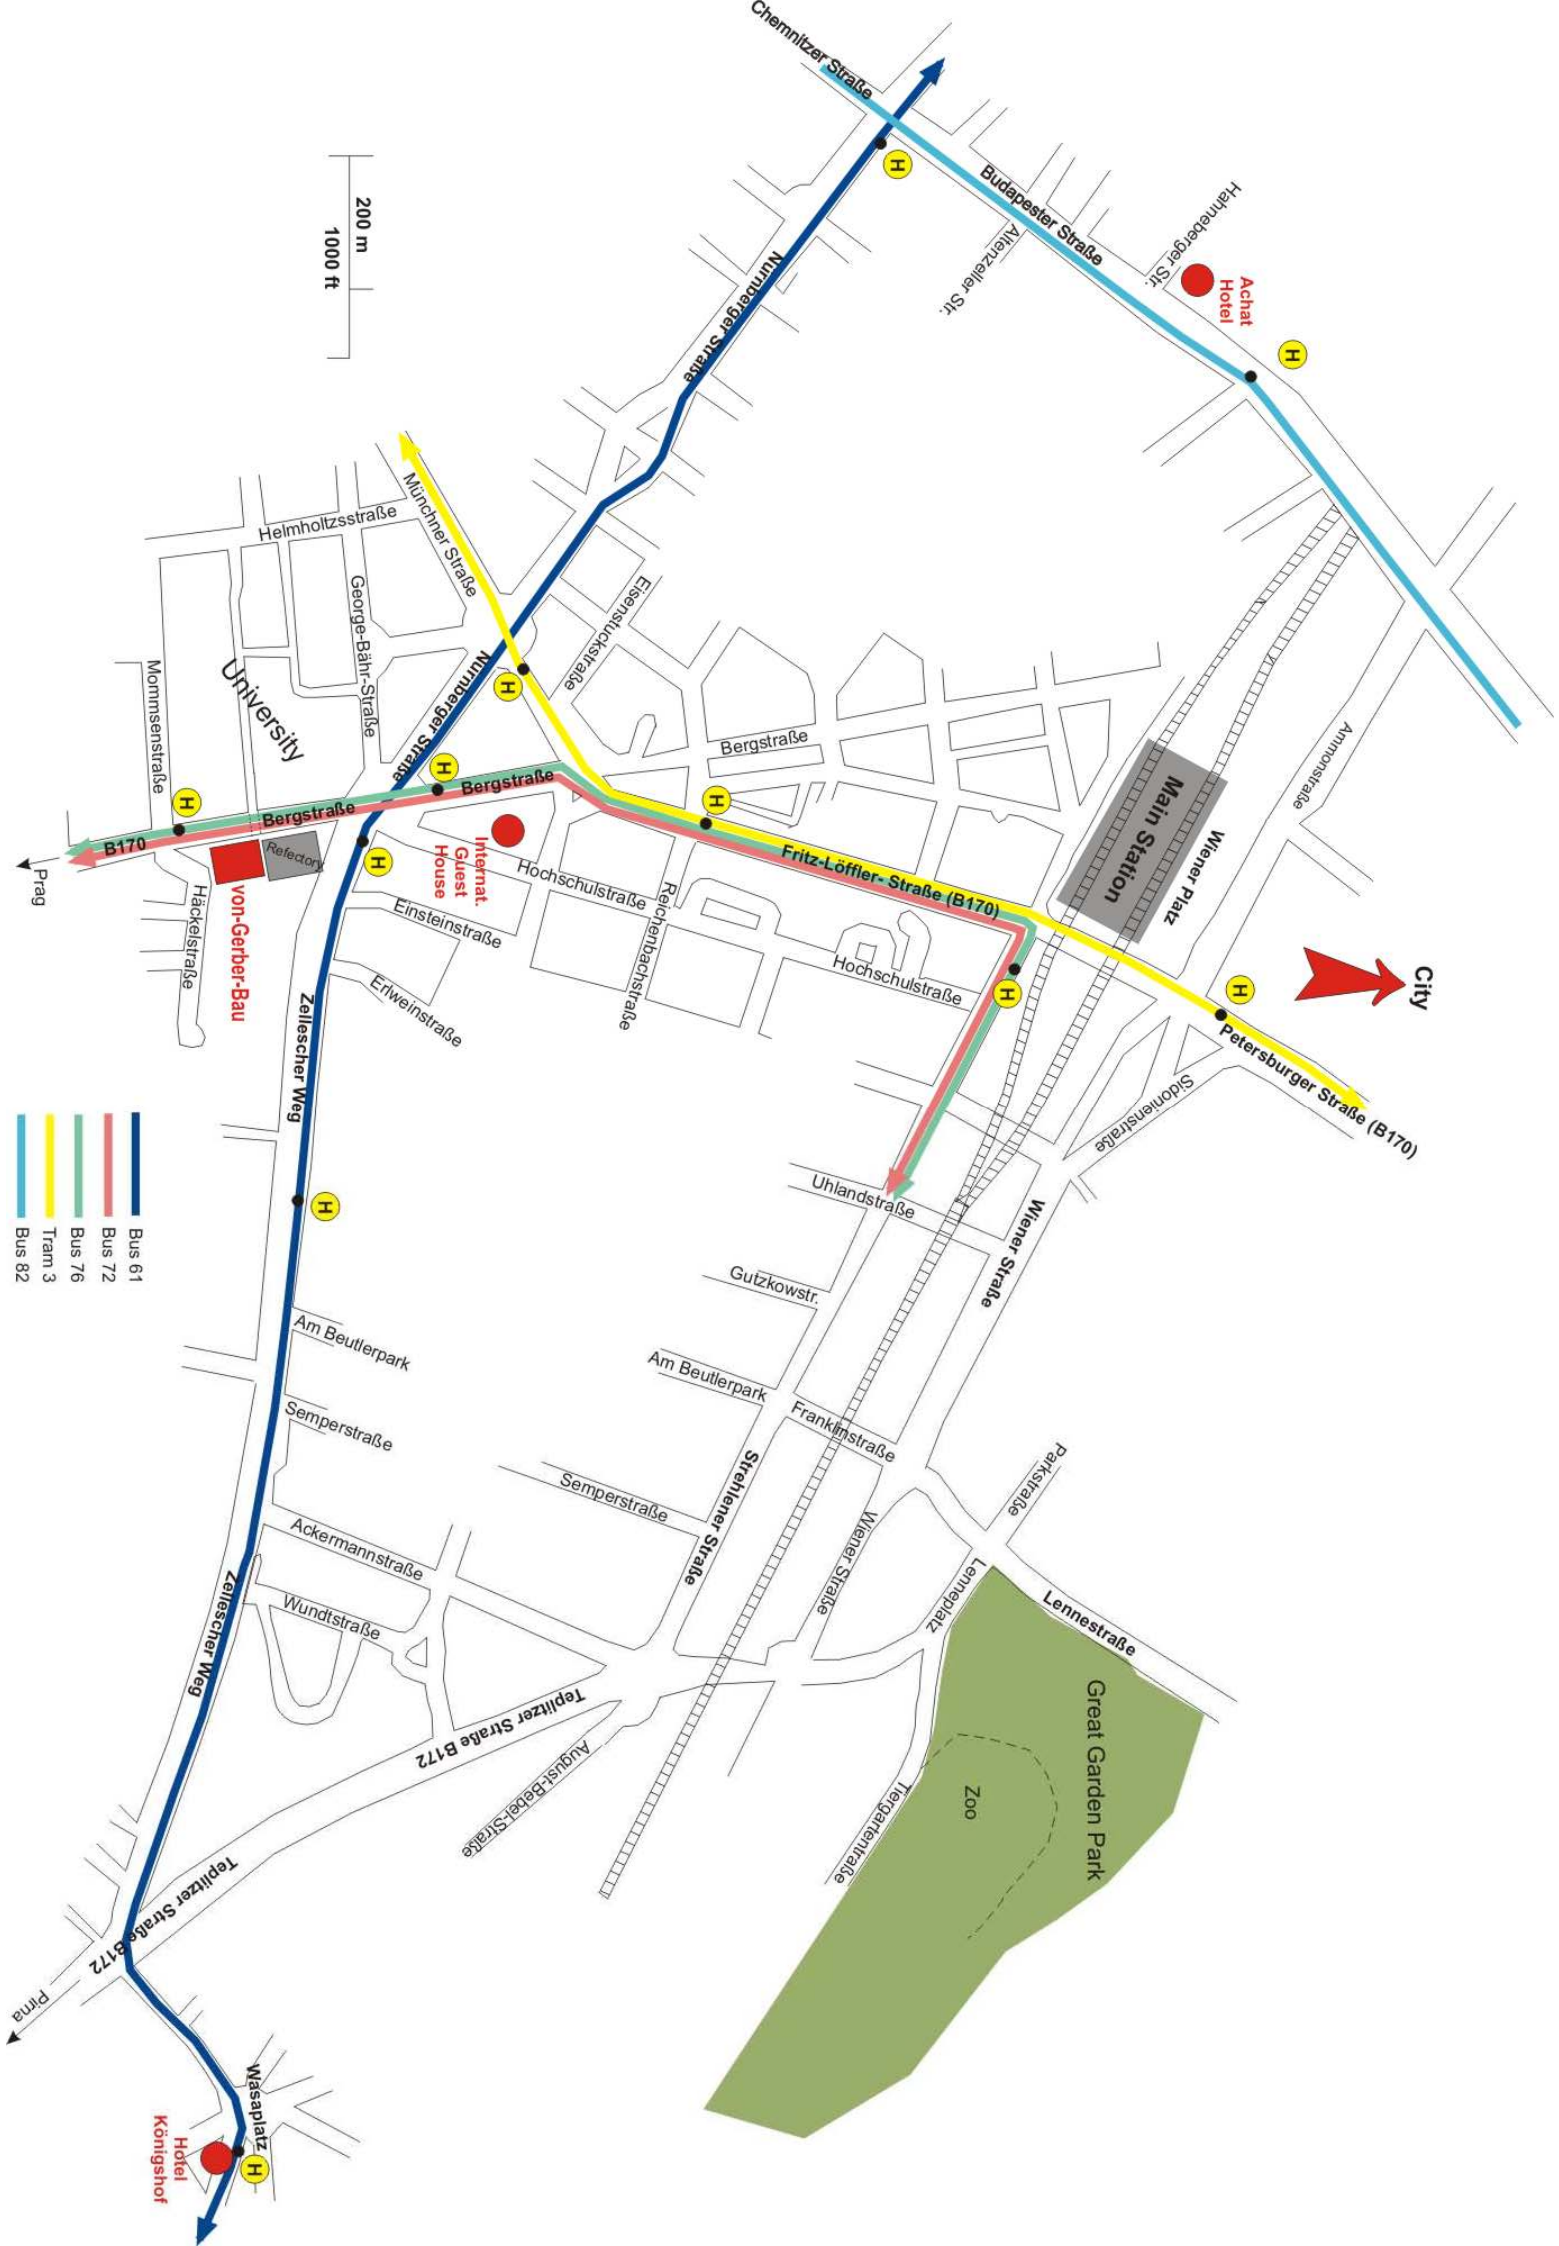 Chemnitzer Straße
Budapester Straße
Hahneberger Str.
Altenzeller Str.
Achat
Hotel
H
H
200 m
1000 ft
Nürnberger Straße
Münchner Straße
Helmholtzsstraße
George-Bähr-Straße
Eisenstuckstraße
Mommsenstraße
University
Nürnberger Straße
H
H
H
H
Bergstraße
Bergstraße
Bergstraße
B170
Prag
Refectory
von-Gerber-Bau
Häckelstraße
Internat.
Guest
House
H
Hochschulstraße
Reichenbachstraße
Einsteinstraße
Erlweinstraße
Fritz-Löffler- Straße (B170)
Hochschulstraße
H
Main Station
Wiener Platz
Ammonstraße
City
H
Petersburger Straße (B170)
Sidonienstraße
Zellescher Weg
H
Uhlandstraße
Wiener Straße
Gutzkowstr.
Am Beutlerpark
Am Beutlerpark
Franklinstraße
Semperstraße
Semperstraße
Strehlener Straße
Wiener Straße
Parkstraße
Lenneplatz
Lennestraße
Ackermannstraße
Wundtstraße
Zellescher Weg
Teplitzer Straße B172
August-Bebel-Straße
Tiergartenstraße
Great Garden Park
Zoo
Teplitzer Straße B172
Pirna
Wasaplatz
H
Hotel
Königshof
Bus 61
Bus 72
Bus 76
Tram 3
Bus 82